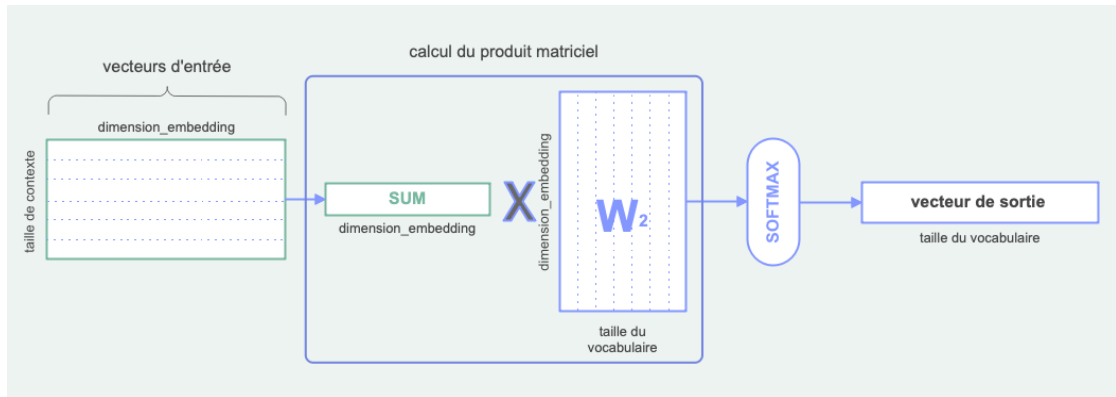 calcul du produit matriciel
vecteurs d'entrée
dimension_embedding
taille de contexte
SUM
dimension_embedding
X
dimension_embedding
W2
taille du
vocabulaire
SOFTMAX
vecteur de sortie
taille du vocabulaire